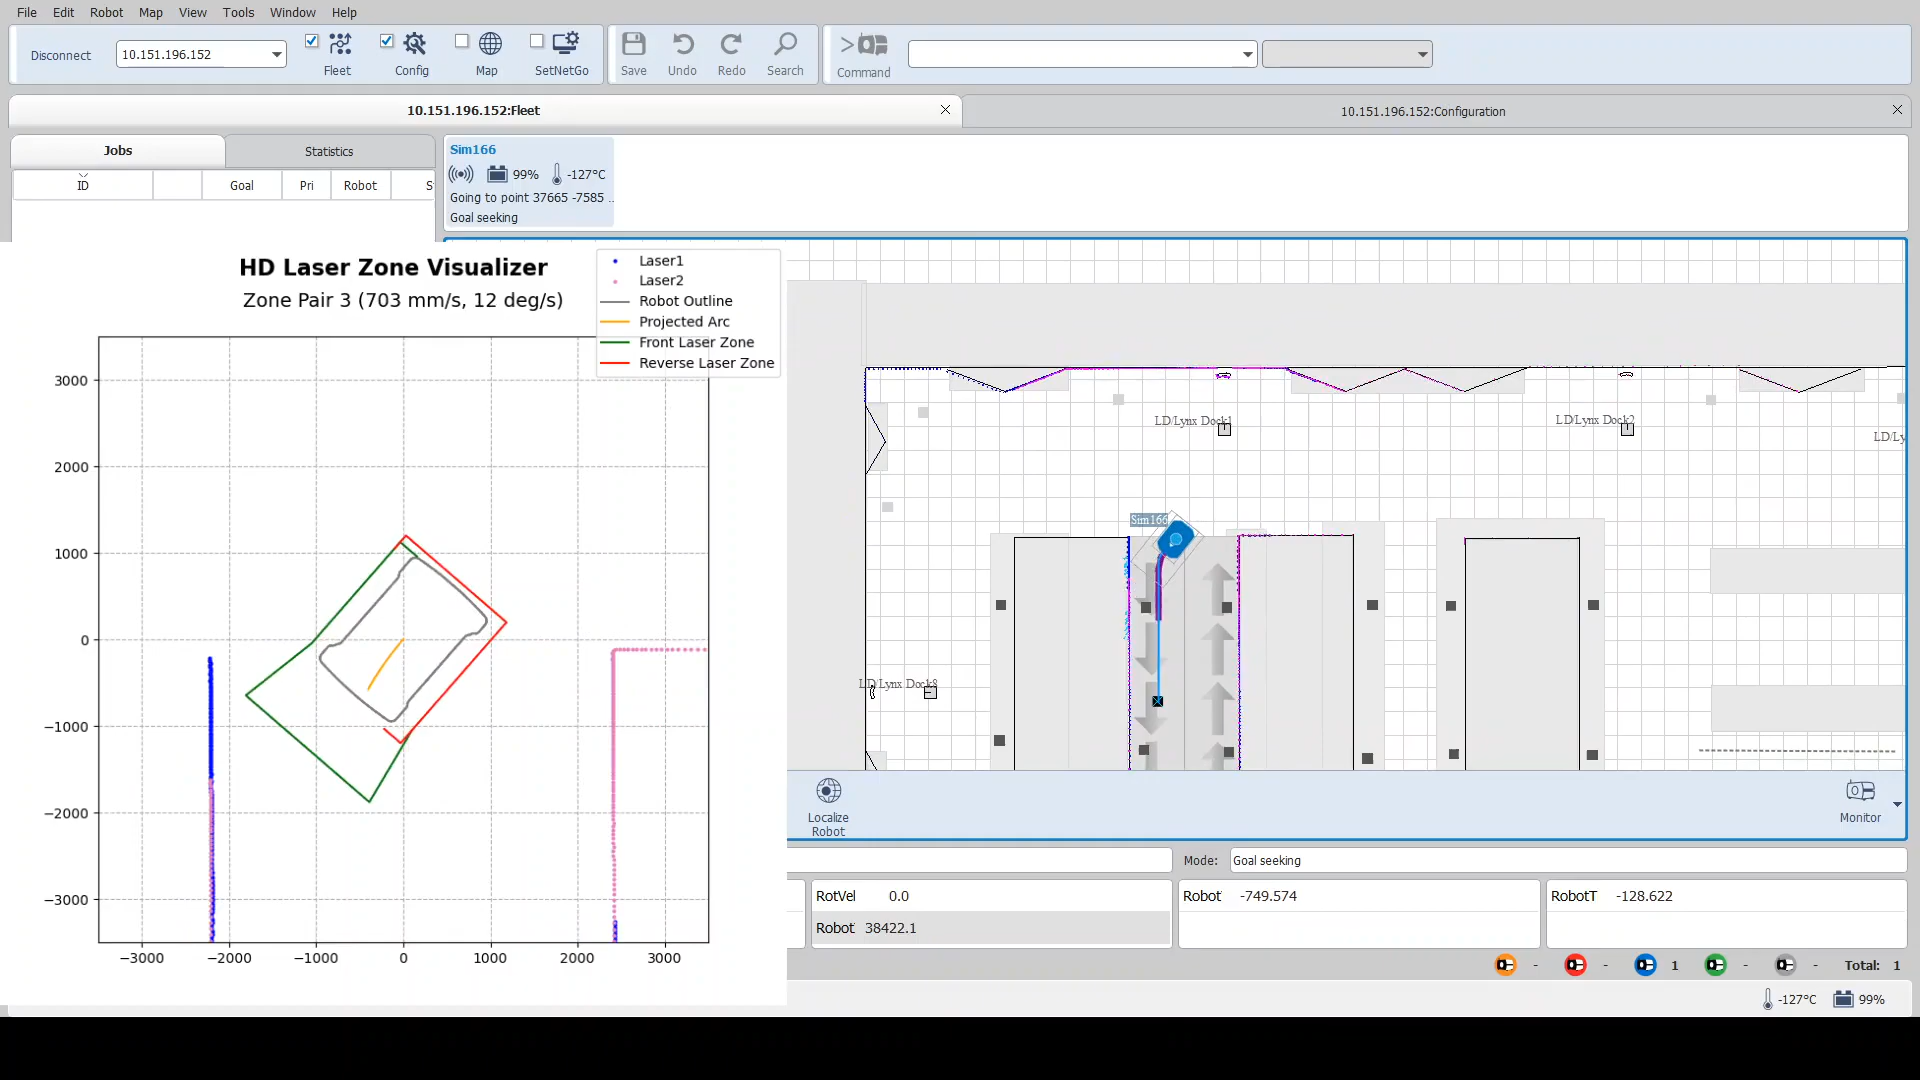 File Edit Robot Map View Tools Window Help
Disconnect 10.151.196.152 Fleet Config Map SetNetGo Save Undo Redo Search Command
10.151.196.152:Fleet 10.151.196.152:Configuration
Jobs Statistics
ID Goal Pri Robot S
Sim166
99% -127°C
Going to point 37665 -7585 ..
Goal seeking
HD Laser Zone Visualizer
Zone Pair 3 (703 mm/s, 12 deg/s)
Laser1
Laser2
Robot Outline
Projected Arc
Front Laser Zone
Reverse Laser Zone
3000
2000
1000
0
−1000
−2000
−3000
−3000 −2000 −1000 0 1000 2000 3000
LD/Lynx Dock1 LD/Lynx Dock2
LD/Ly
Sim166
LD/Lynx Dock8
Localize
Robot
Monitor
Mode: Goal seeking
RotVel 0.0 Robot -749.574 RobotT -128.622
Robot 38422.1
- - 1 - - Total: 1
-127°C 99%